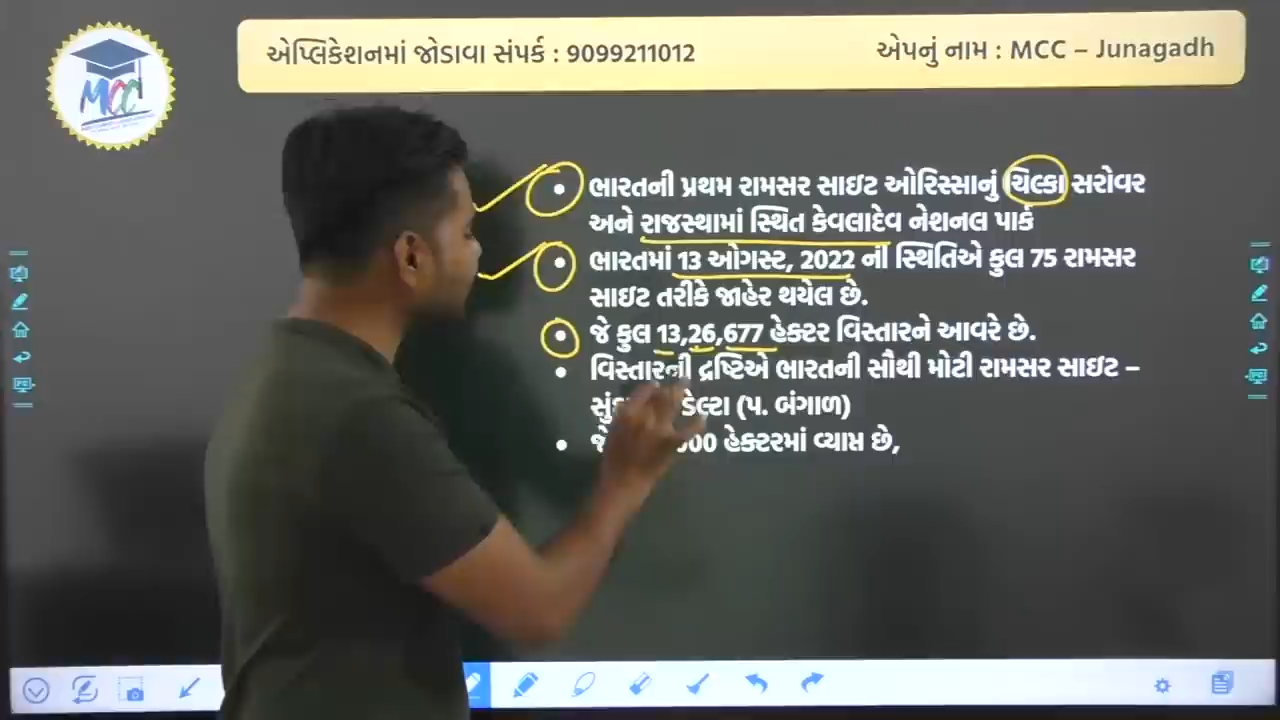 MCC
એપ્લિકેશનમાં જોડાવા સંપર્ક : 9099211012
એપનું નામ : MCC – Junagadh
• ભારતની પ્રથમ રામસર સાઇટ ઓરિસ્સાનું ચિલ્કા સરોવર
અને રાજસ્થામાં સ્થિત કેવલાદેવ નેશનલ પાર્ક
• ભારતમાં 13 ઓગસ્ટ, 2022 ની સ્થિતિએ કુલ 75 રામસર
સાઇટ તરીકે જાહેર થયેલ છે.
• જે કુલ 13,26,677 હેક્ટર વિસ્તારને આવરે છે.
• વિસ્તારની દ્રષ્ટિએ ભારતની સૌથી મોટી રામસર સાઇટ –
ડેલ્ટા (પ. બંગાળ)
• હેક્ટરમાં વ્યાપ્ત છે,